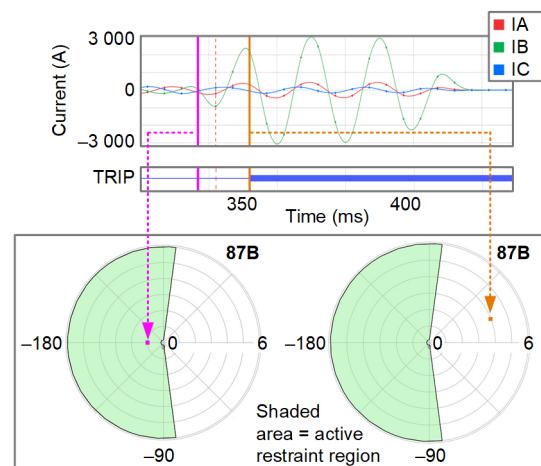 3 000
0
–3 000
Current (A)
IA
IB
IC
TRIP
350
400
Time (ms)
87B
–180
0
6
–90
87B
–180
0
6
–90
Shaded
area = active
restraint region